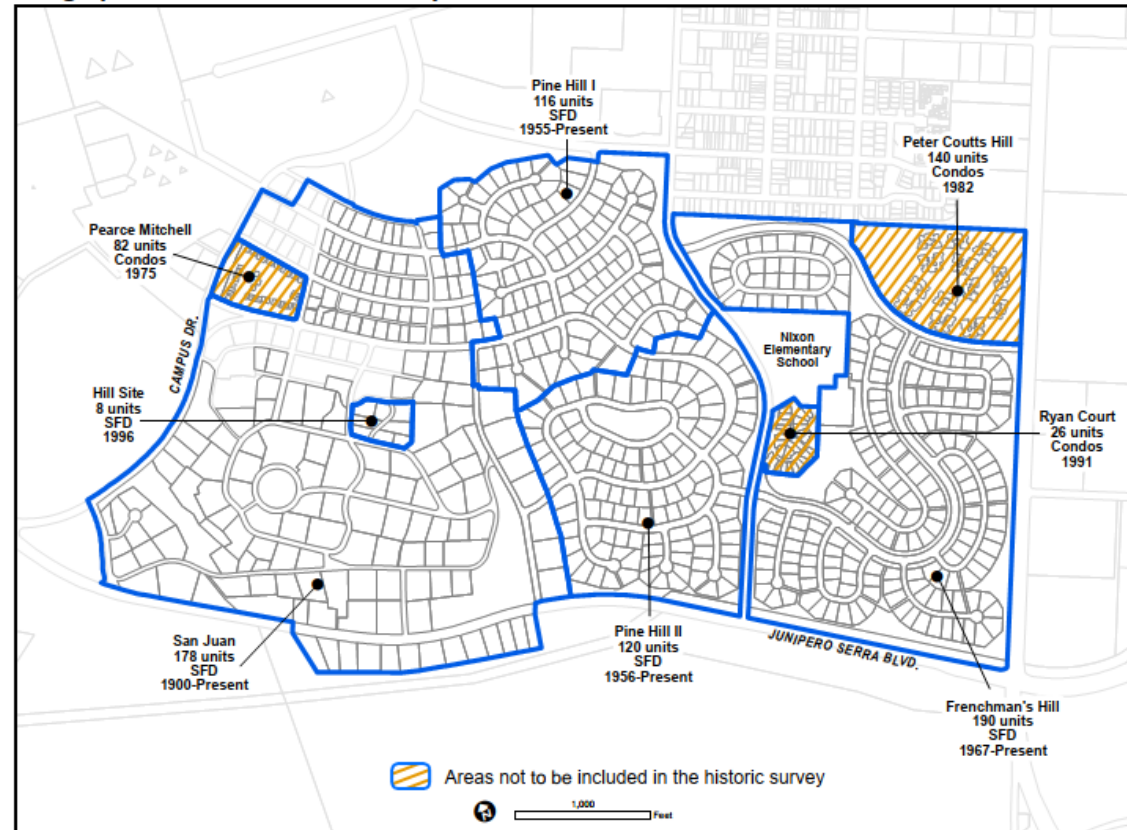 Pine Hill I
116 units
SFD
1955-Present
Peter Coutts Hill
140 units
Condos
1982
Pearce Mitchell
82 units
Condos
1975
CAMPUS DR.
Nixon
Elementary
School
Hill Site
8 units
SFD
1996
Ryan Court
26 units
Condos
1991
San Juan
178 units
SFD
1900-Present
Pine Hill II
120 units
SFD
1956-Present
JUNIPERO SERRA BLVD.
Frenchman's Hill
190 units
SFD
1967-Present
Areas not to be included in the historic survey
1,000
Feet